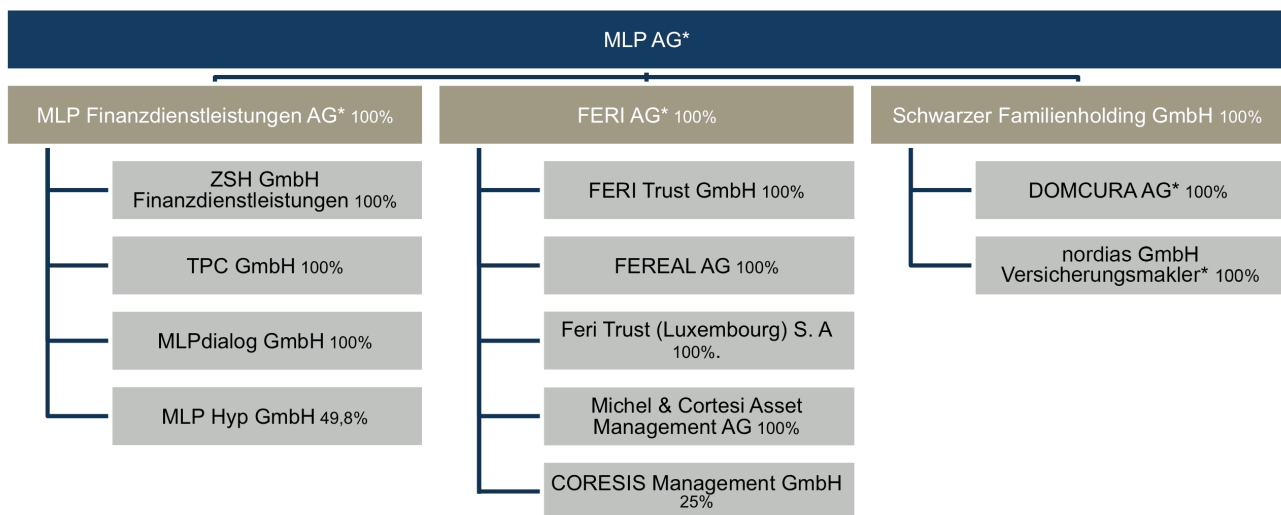 MLP AG*
MLP Finanzdienstleistungen AG* 100%
ZSH GmbH
Finanzdienstleistungen 100%
TPC GmbH 100%
MLPdialog GmbH 100%
MLP Hyp GmbH 49,8%
FERI AG* 100%
FERI Trust GmbH 100%
FEREAL AG 100%
Feri Trust (Luxembourg) S. A
100%.
Michel & Cortesi Asset
Management AG 100%
CORESIS Management GmbH
25%
Schwarzer Familienholding GmbH 100%
DOMCURA AG* 100%
nordias GmbH
Versicherungsmakler* 100%